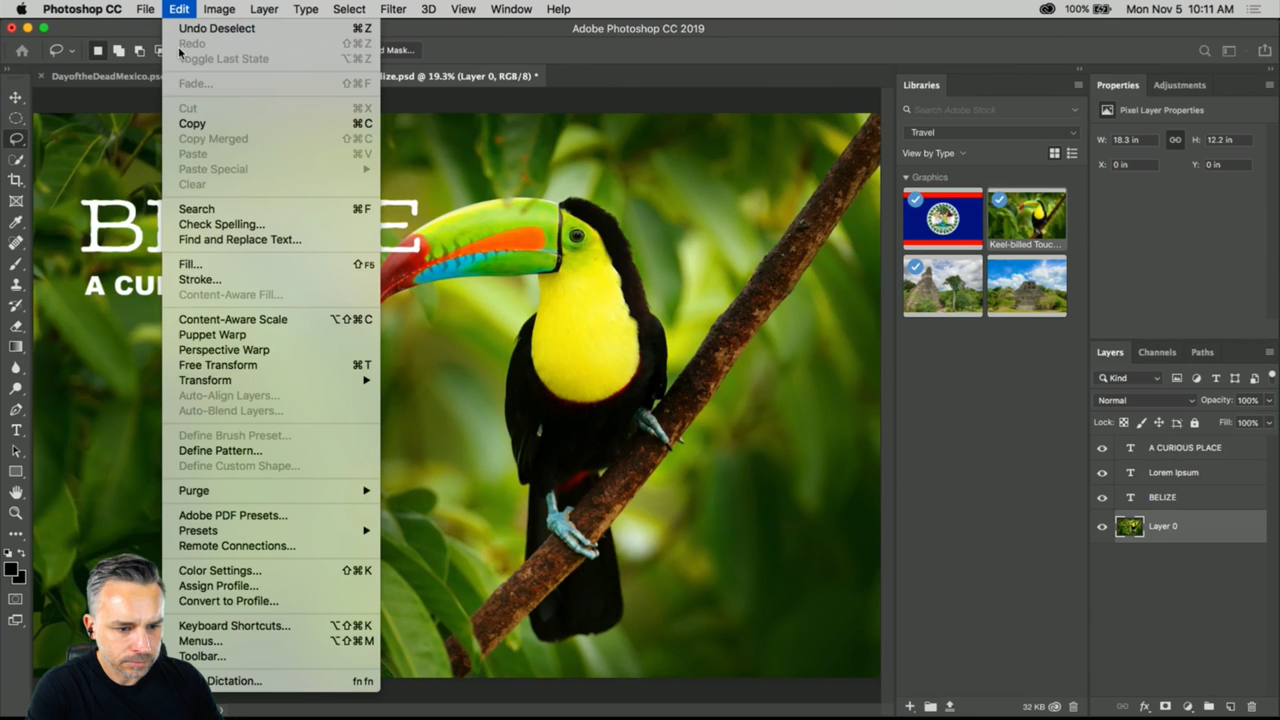 Photoshop CC File Edit Image Layer Type Select Filter 3D View Window Help 100% Mon Nov 5 10:11 AM
Adobe Photoshop CC 2019
d Mask...
DayoftheDeadMexico.ps
lize.psd @ 19.3% (Layer 0, RGB/8) *
Undo Deselect ⌘Z
Redo ⇧⌘Z
Toggle Last State ⌥⌘Z
Fade... ⇧⌘F
Cut ⌘X
Copy ⌘C
Copy Merged ⇧⌘C
Paste ⌘V
Paste Special
Clear
Search ⌘F
Check Spelling...
Find and Replace Text...
Fill... ⇧F5
Stroke...
Content-Aware Fill...
Content-Aware Scale ⌥⇧⌘C
Puppet Warp
Perspective Warp
Free Transform ⌘T
Transform
Auto-Align Layers...
Auto-Blend Layers...
Define Brush Preset...
Define Pattern...
Define Custom Shape...
Purge
Adobe PDF Presets...
Presets
Remote Connections...
Color Settings... ⇧⌘K
Assign Profile...
Convert to Profile...
Keyboard Shortcuts... ⌥⇧⌘K
Menus... ⌥⇧⌘M
Toolbar...
Dictation... fn fn
B E
A CU
Libraries
Search Adobe Stock
Travel
View by Type
Graphics
Keel-billed Touc...
32 KB
Properties Adjustments
Pixel Layer Properties
W: 18.3 in H: 12.2 in
X: 0 in Y: 0 in
Layers Channels Paths
Kind
Normal Opacity: 100%
Lock: Fill: 100%
T A CURIOUS PLACE
T Lorem Ipsum
T BELIZE
Layer 0
fx